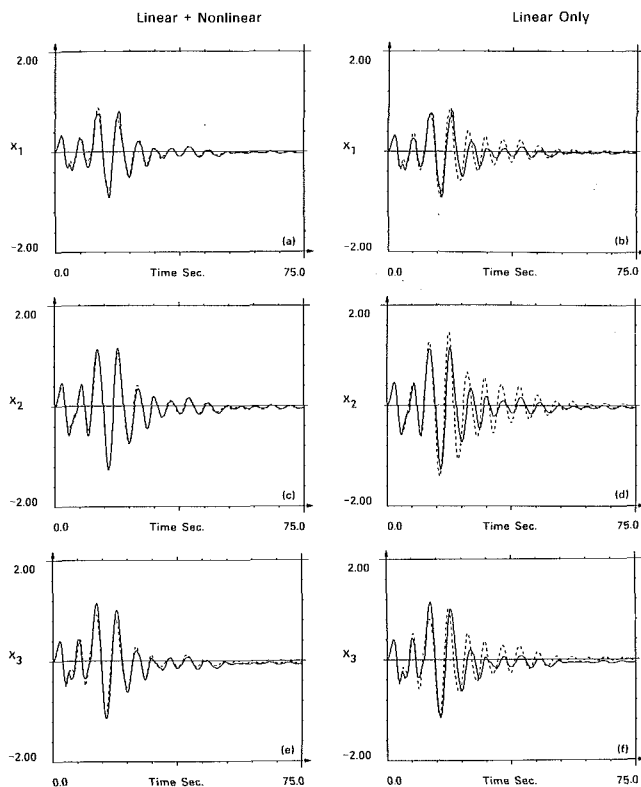 Linear + Nonlinear
Linear Only
2.00
x1
-2.00
(a)
0.0
Time Sec.
75.0
2.00
x1
-2.00
(b)
0.0
Time Sec.
75.0
2.00
x2
-2.00
(c)
0.0
Time Sec.
75.0
2.00
x2
-2.00
(d)
0.0
Time Sec.
75.0
2.00
x3
-2.00
(e)
0.0
Time Sec.
75.0
2.00
x3
-2.00
(f)
0.0
Time Sec.
75.0